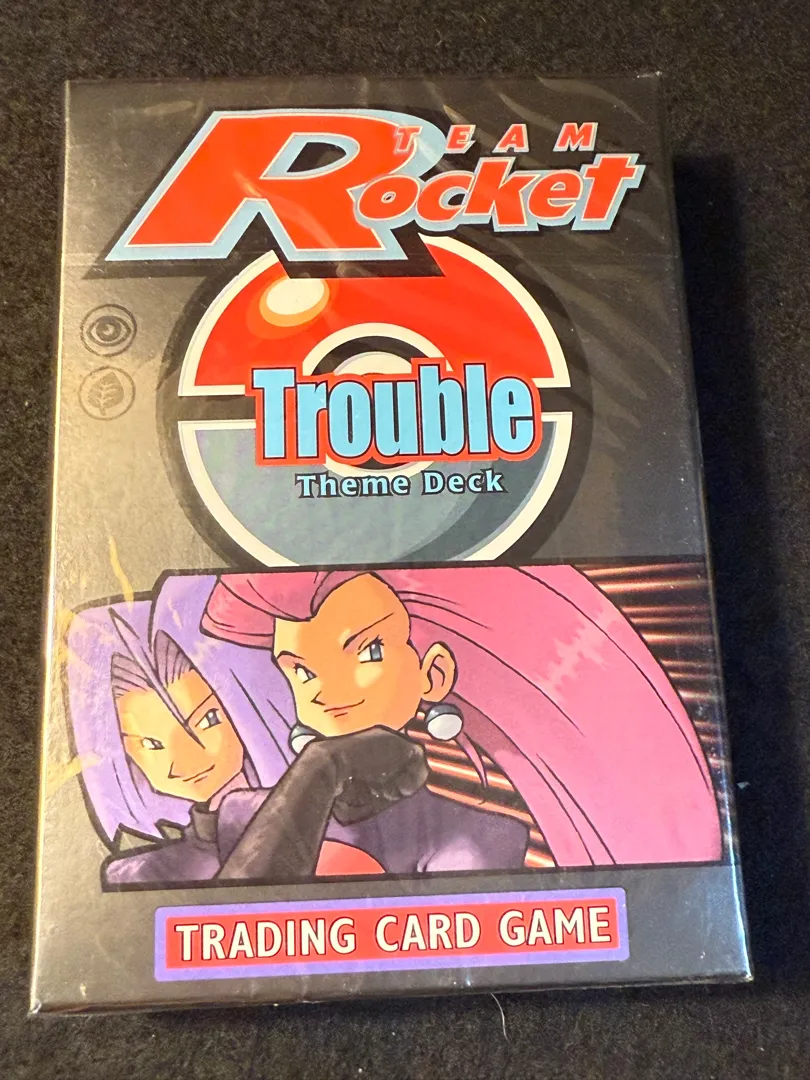 TEAM
Rocket
Trouble
Theme Deck
TRADING CARD GAME